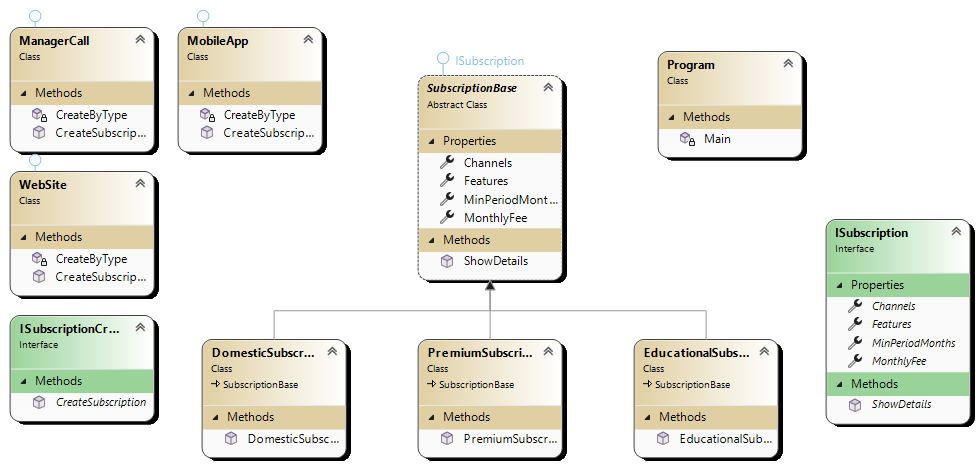 ManagerCall
Class
Methods
CreateByType
CreateSubscrip...
MobileApp
Class
Methods
CreateByType
CreateSubscrip...
WebSite
Class
Methods
CreateByType
CreateSubscrip...
ISubscriptionCr...
Interface
Methods
CreateSubscription
ISubscription
SubscriptionBase
Abstract Class
Properties
Channels
Features
MinPeriodMont...
MonthlyFee
Methods
ShowDetails
Program
Class
Methods
Main
ISubscription
Interface
Properties
Channels
Features
MinPeriodMonths
MonthlyFee
Methods
ShowDetails
DomesticSubscr...
Class
SubscriptionBase
Methods
DomesticSubsc...
PremiumSubscri...
Class
SubscriptionBase
Methods
PremiumSubscr...
EducationalSubs...
Class
SubscriptionBase
Methods
EducationalSub...